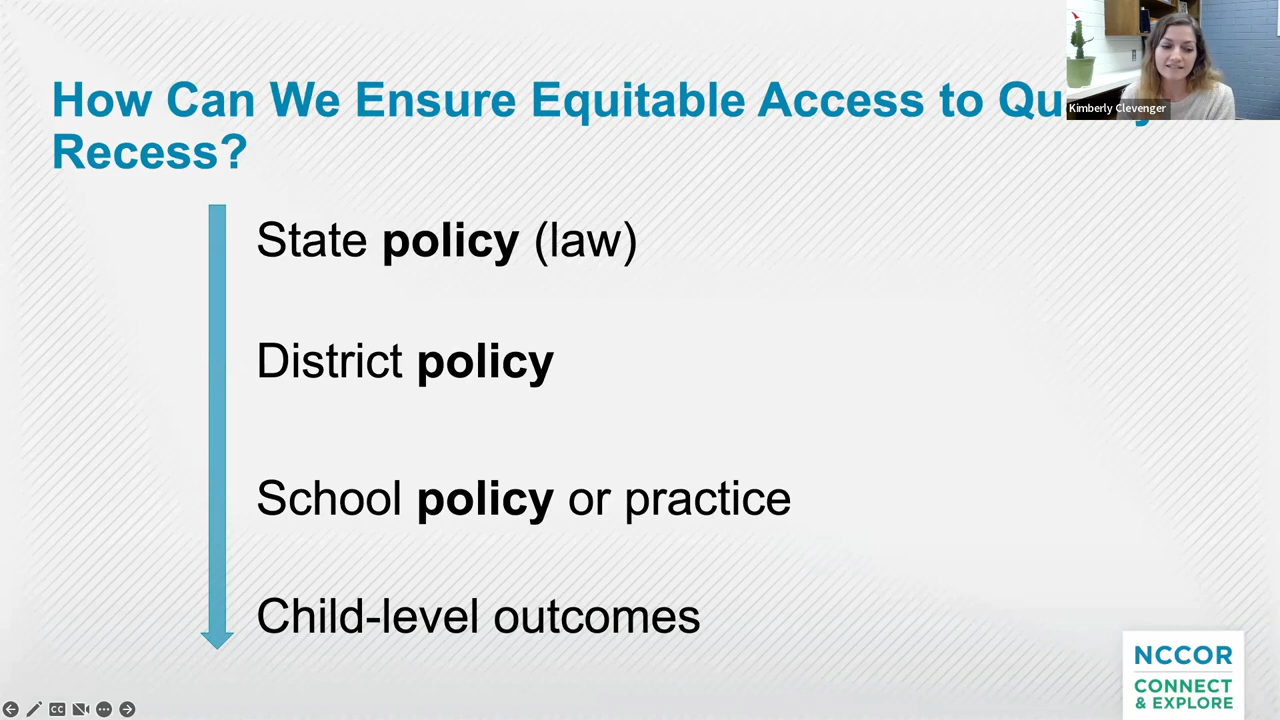 How Can We Ensure Equitable Access to Qu
Recess?
Kimberly Clevenger
State policy (law)
District policy
School policy or practice
Child-level outcomes
NCCOR
CONNECT
& EXPLORE
CC